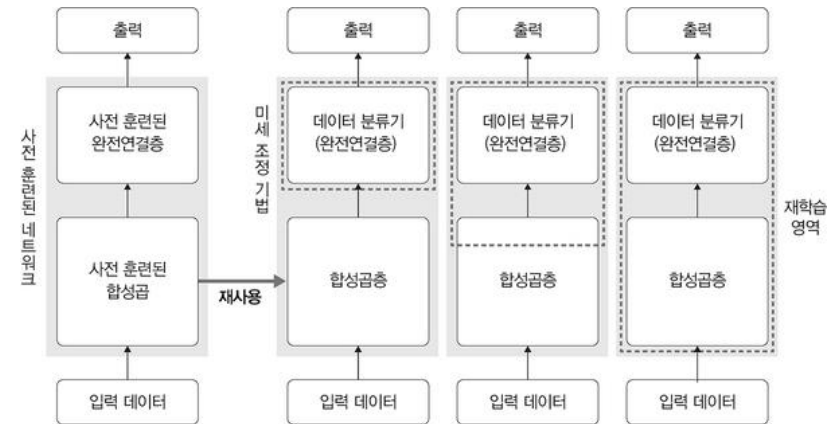 출력
출력
출력
출력
사전 훈련된 네트워크
사전 훈련된
완전연결층
미세 조정 기법
데이터 분류기
(완전연결층)
데이터 분류기
(완전연결층)
데이터 분류기
(완전연결층)
재학습
영역
사전 훈련된
합성곱
재사용
합성곱층
합성곱층
합성곱층
입력 데이터
입력 데이터
입력 데이터
입력 데이터